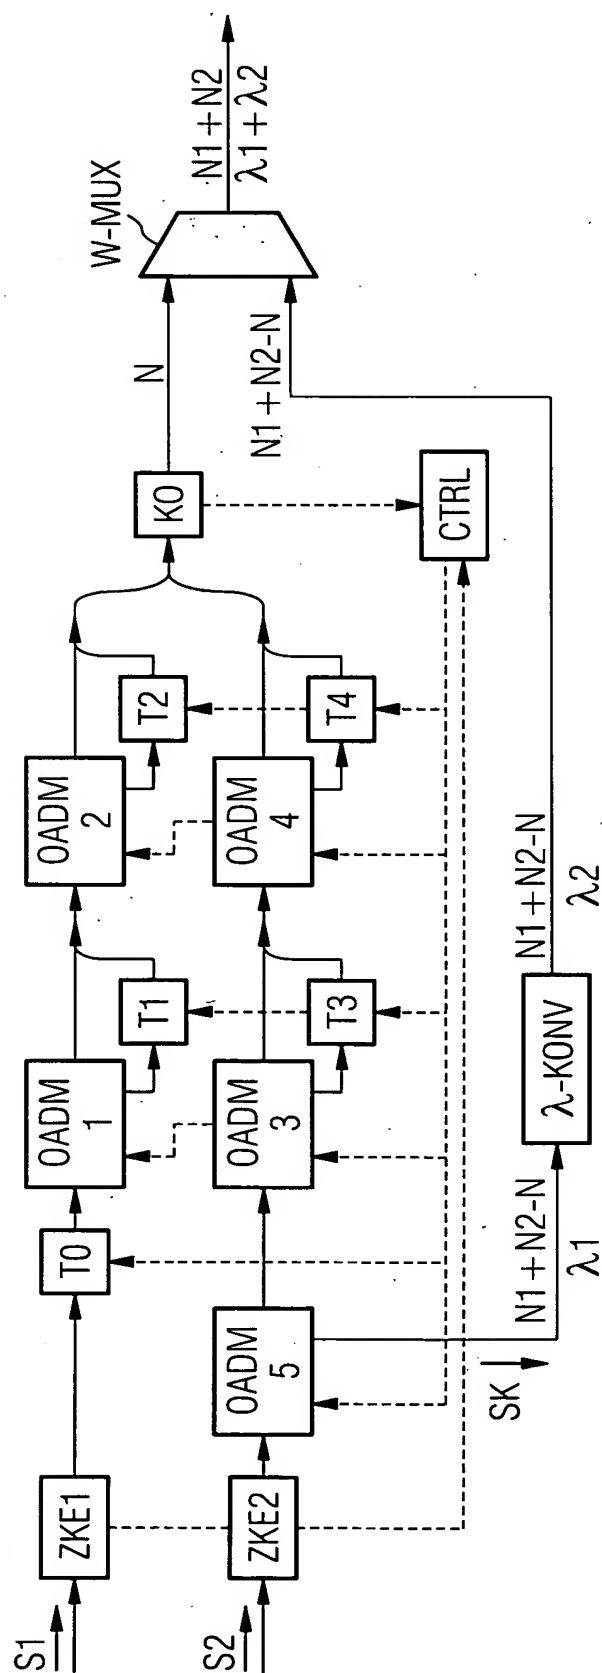 S1
ZKE1
T0
OADM
1
T1
OADM
2
T2
K0
N
W-MUX
N1+N2
λ1+λ2
S2
ZKE2
OADM
5
OADM
3
T3
OADM
4
T4
CTRL
N1+N2-N
SK
N1+N2-N
λ1
λ-KONV
N1+N2-N
λ2